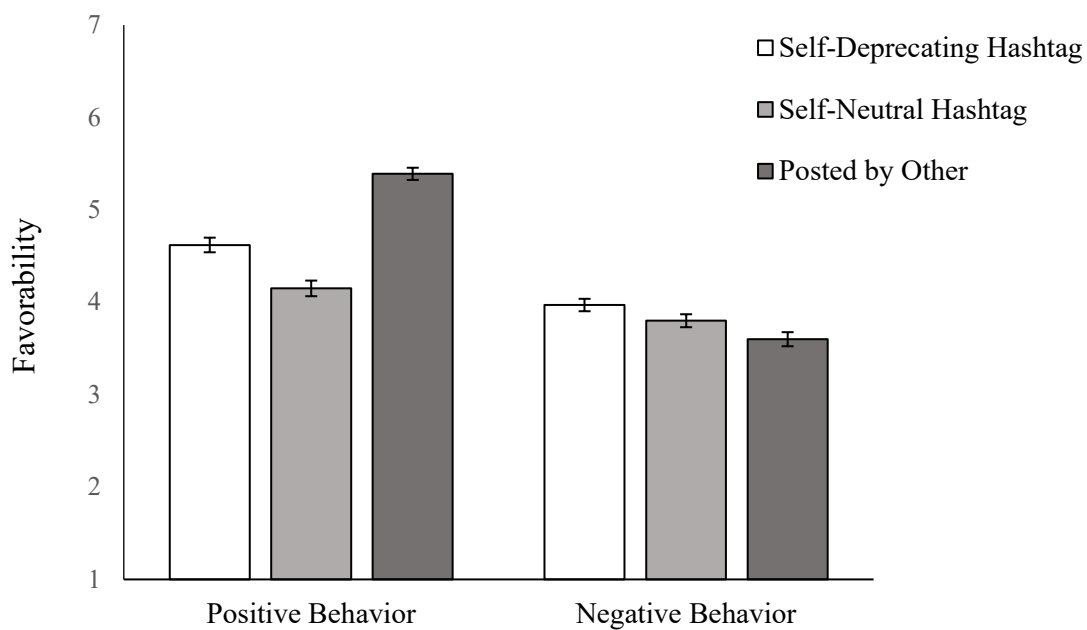 7
Self-Deprecating Hashtag
6
Self-Neutral Hashtag
Posted by Other
5
Favorability
4
3
2
1
Positive Behavior
Negative Behavior